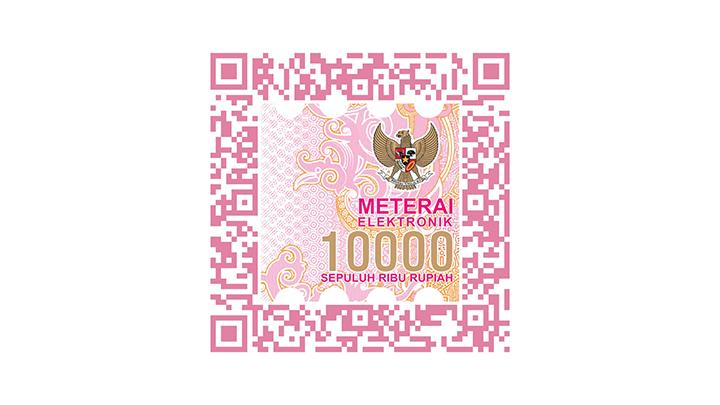 METERAI
ELEKTRONIK
10000
SEPULUH RIBU RUPIAH